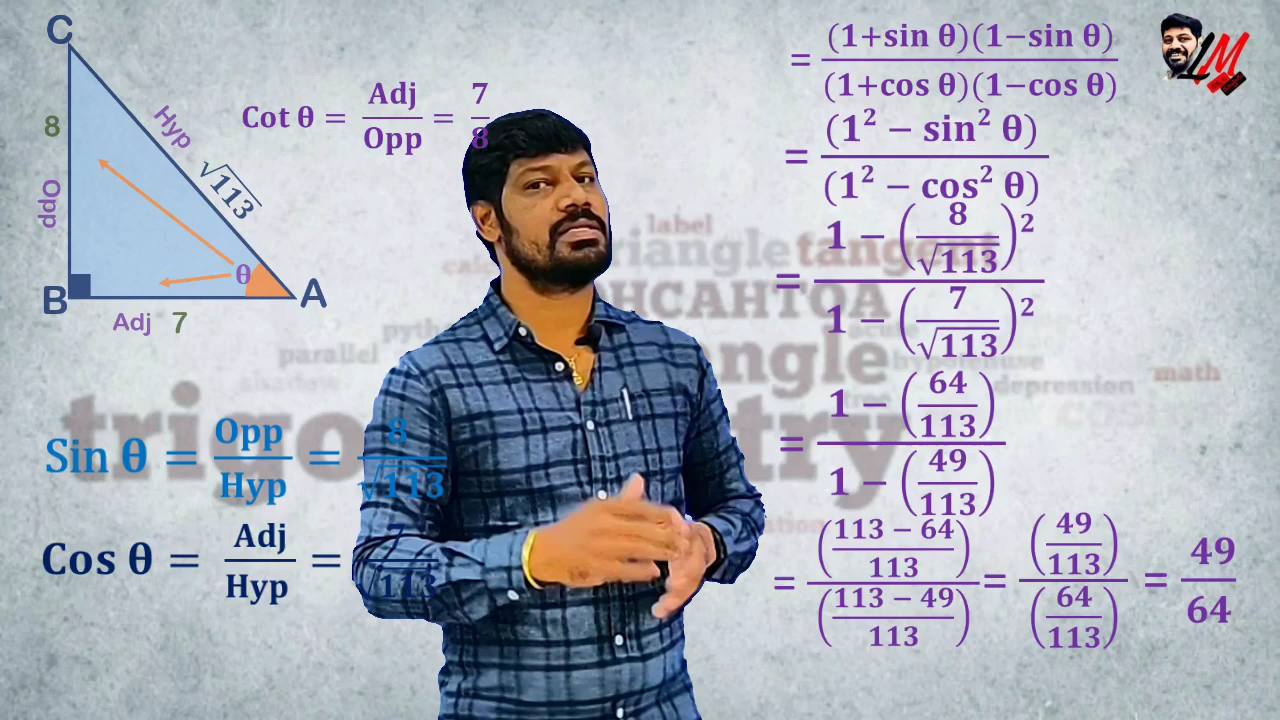 C
8
Opp
Hyp
√113
B
θ
A
Adj 7
Cot θ = Adj/Opp = 7/8
Sin θ = Opp/Hyp = 8/√113
Cos θ = Adj/Hyp = 7/√113
= (1+sin θ)(1−sin θ)/(1+cos θ)(1−cos θ)
= (1² − sin² θ)/(1² − cos² θ)
= 1 − (8/√113)²/1 − (7/√113)²
= 1 − (64/113)/1 − (49/113)
= ((113 − 64)/113)/((113 − 49)/113) = (49/113)/(64/113) = 49/64
LM
label
triangle tangent
HCAHTOA
parallel
shadow
angle
depression
math